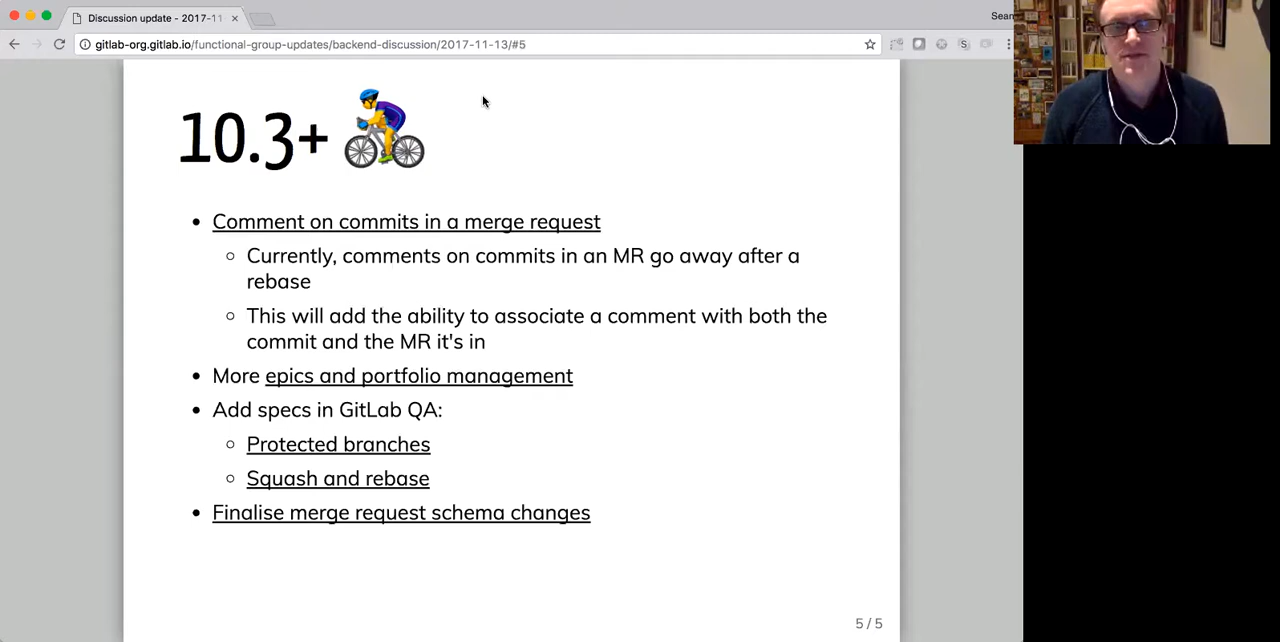 Discussion update - 2017-11
Sean
gitlab-org.gitlab.io/functional-group-updates/backend-discussion/2017-11-13/#5
10.3+
Comment on commits in a merge request
Currently, comments on commits in an MR go away after a
rebase
This will add the ability to associate a comment with both the
commit and the MR it's in
More epics and portfolio management
Add specs in GitLab QA:
Protected branches
Squash and rebase
Finalise merge request schema changes
5 / 5